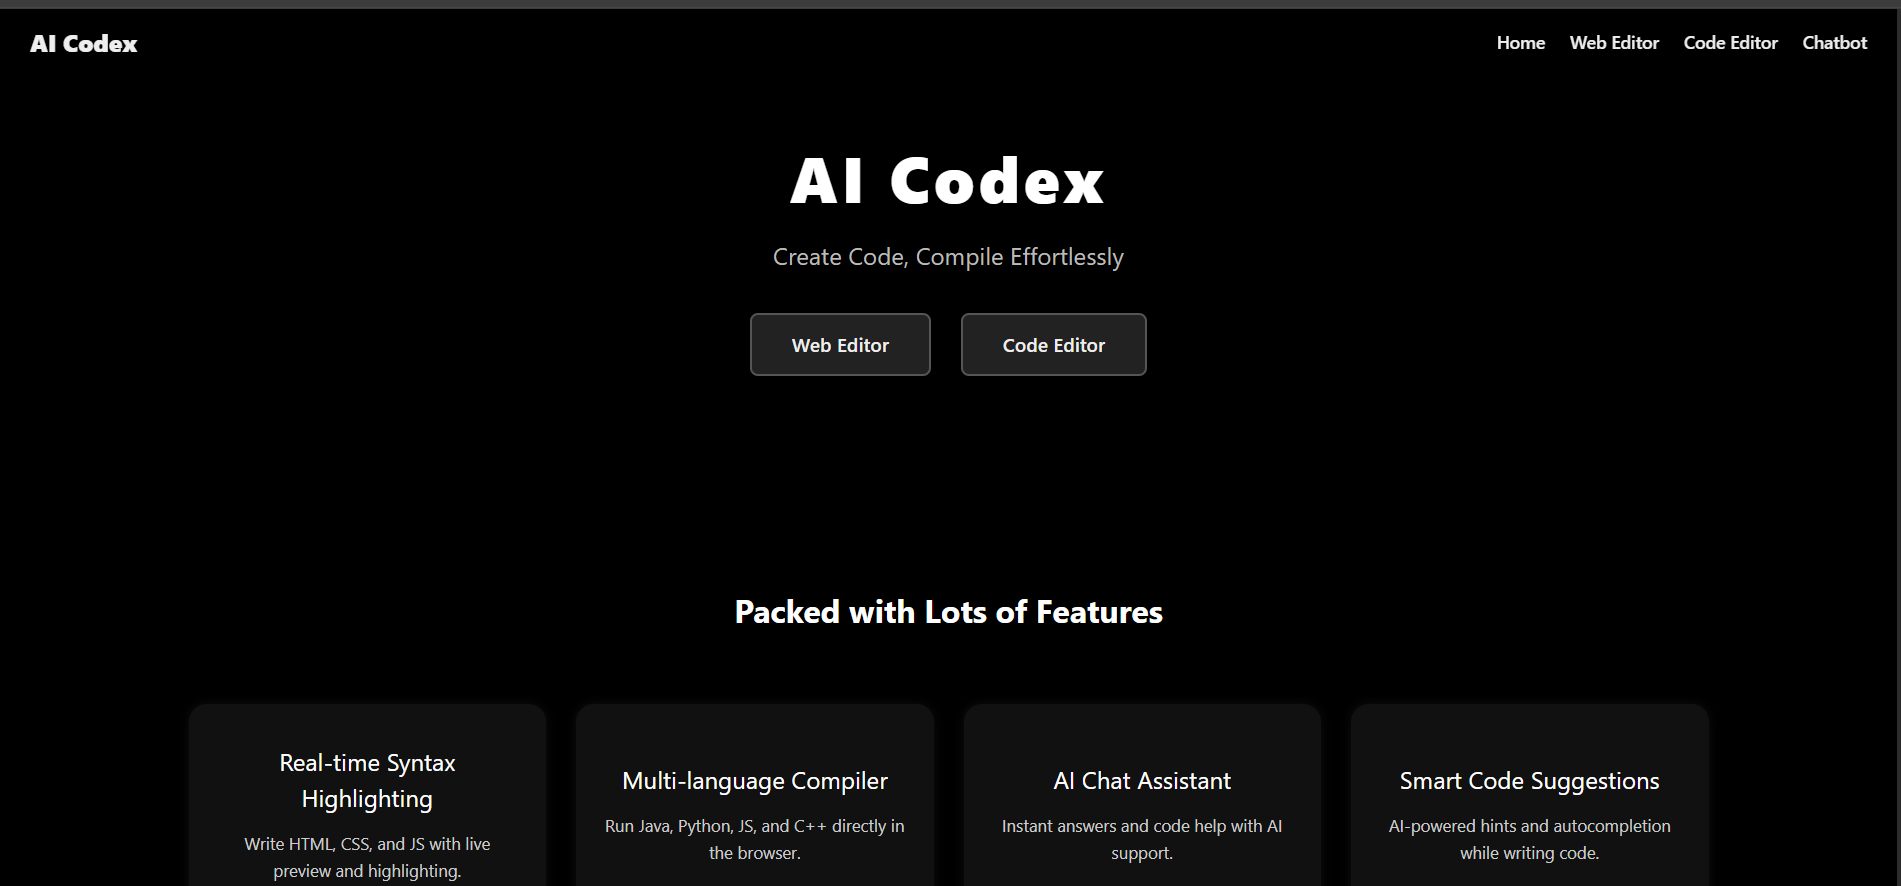 AI Codex
Home
Web Editor
Code Editor
Chatbot
AI Codex
Create Code, Compile Effortlessly
Web Editor
Code Editor
Packed with Lots of Features
Real-time Syntax
Highlighting
Write HTML, CSS, and JS with live
preview and highlighting.
Multi-language Compiler
Run Java, Python, JS, and C++ directly in
the browser.
AI Chat Assistant
Instant answers and code help with AI
support.
Smart Code Suggestions
AI-powered hints and autocompletion
while writing code.